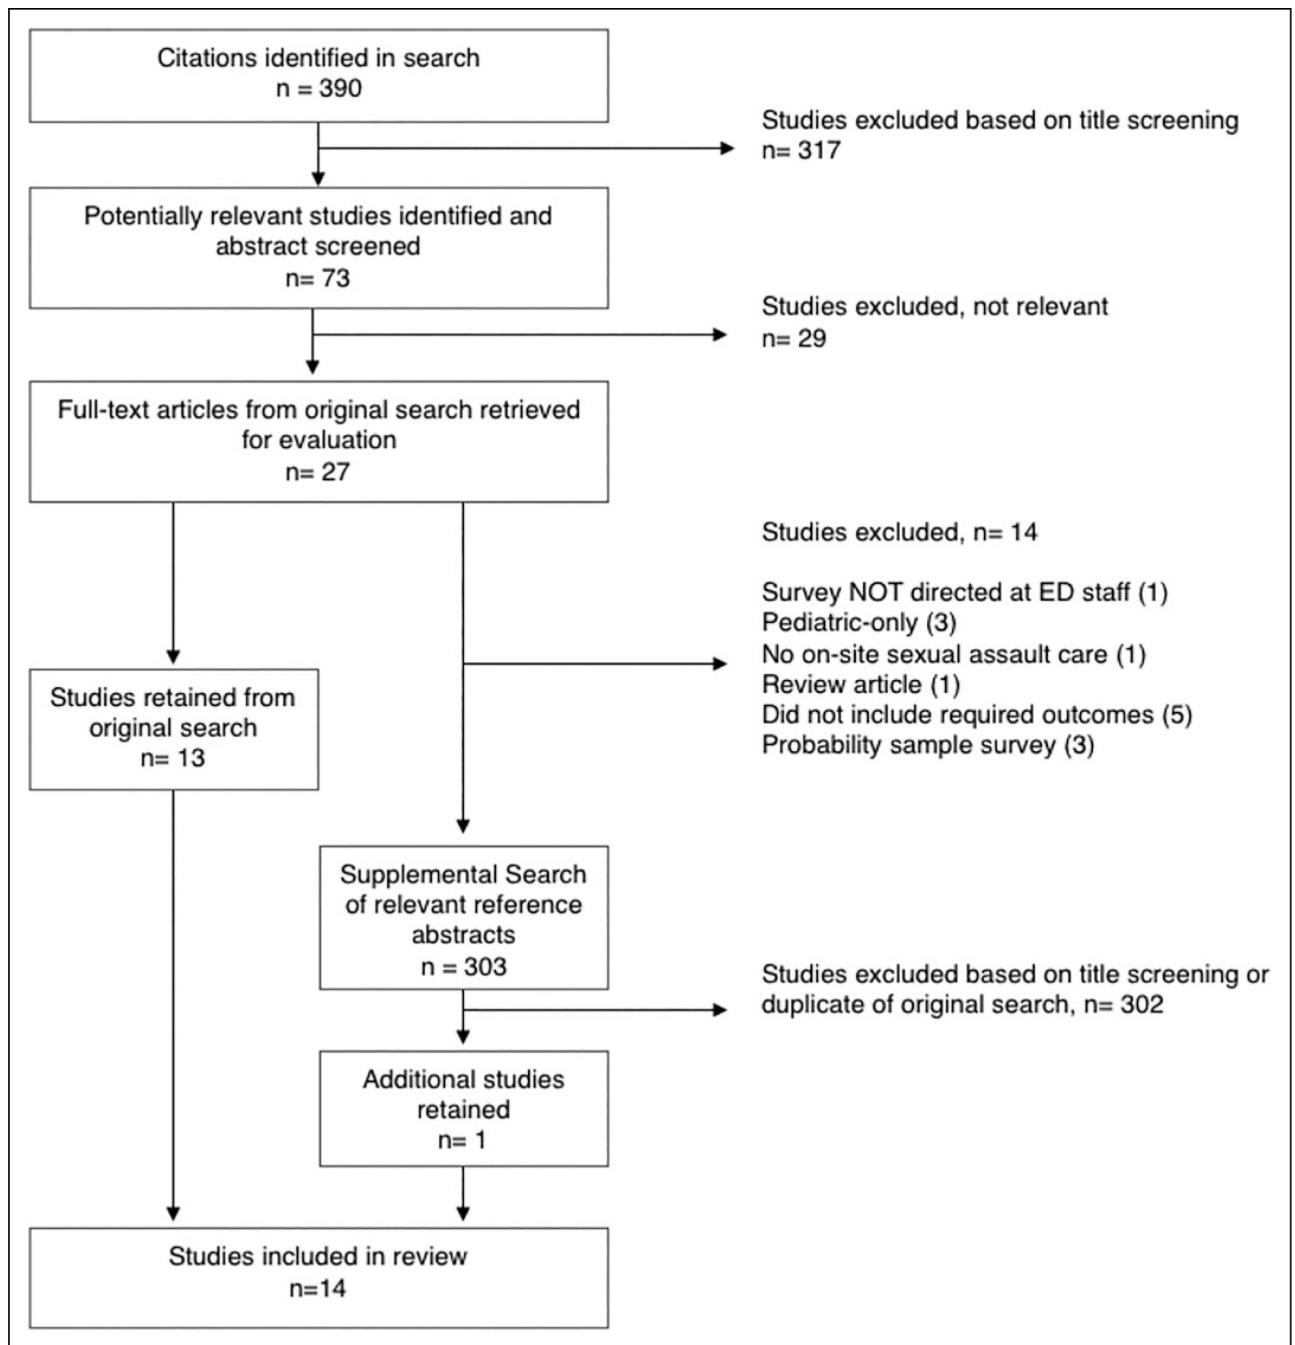 Citations identified in search
n = 390
Studies excluded based on title screening
n= 317
Potentially relevant studies identified and
abstract screened
n= 73
Studies excluded, not relevant
n= 29
Full-text articles from original search retrieved
for evaluation
n= 27
Studies excluded, n= 14
Survey NOT directed at ED staff (1)
Pediatric-only (3)
No on-site sexual assault care (1)
Review article (1)
Did not include required outcomes (5)
Probability sample survey (3)
Studies retained from
original search
n= 13
Supplemental Search
of relevant reference
abstracts
n = 303
Studies excluded based on title screening or
duplicate of original search, n= 302
Additional studies
retained
n= 1
Studies included in review
n=14